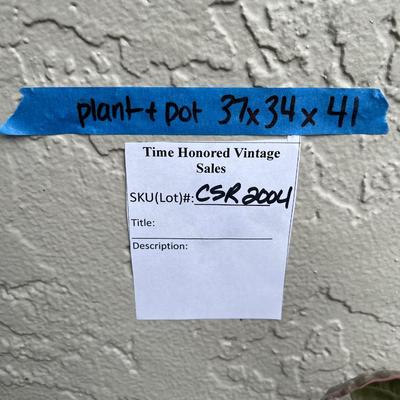 plant + pot 37x34x41
Time Honored Vintage
Sales
SKU(Lot)#: CSR2004
Title:
Description: